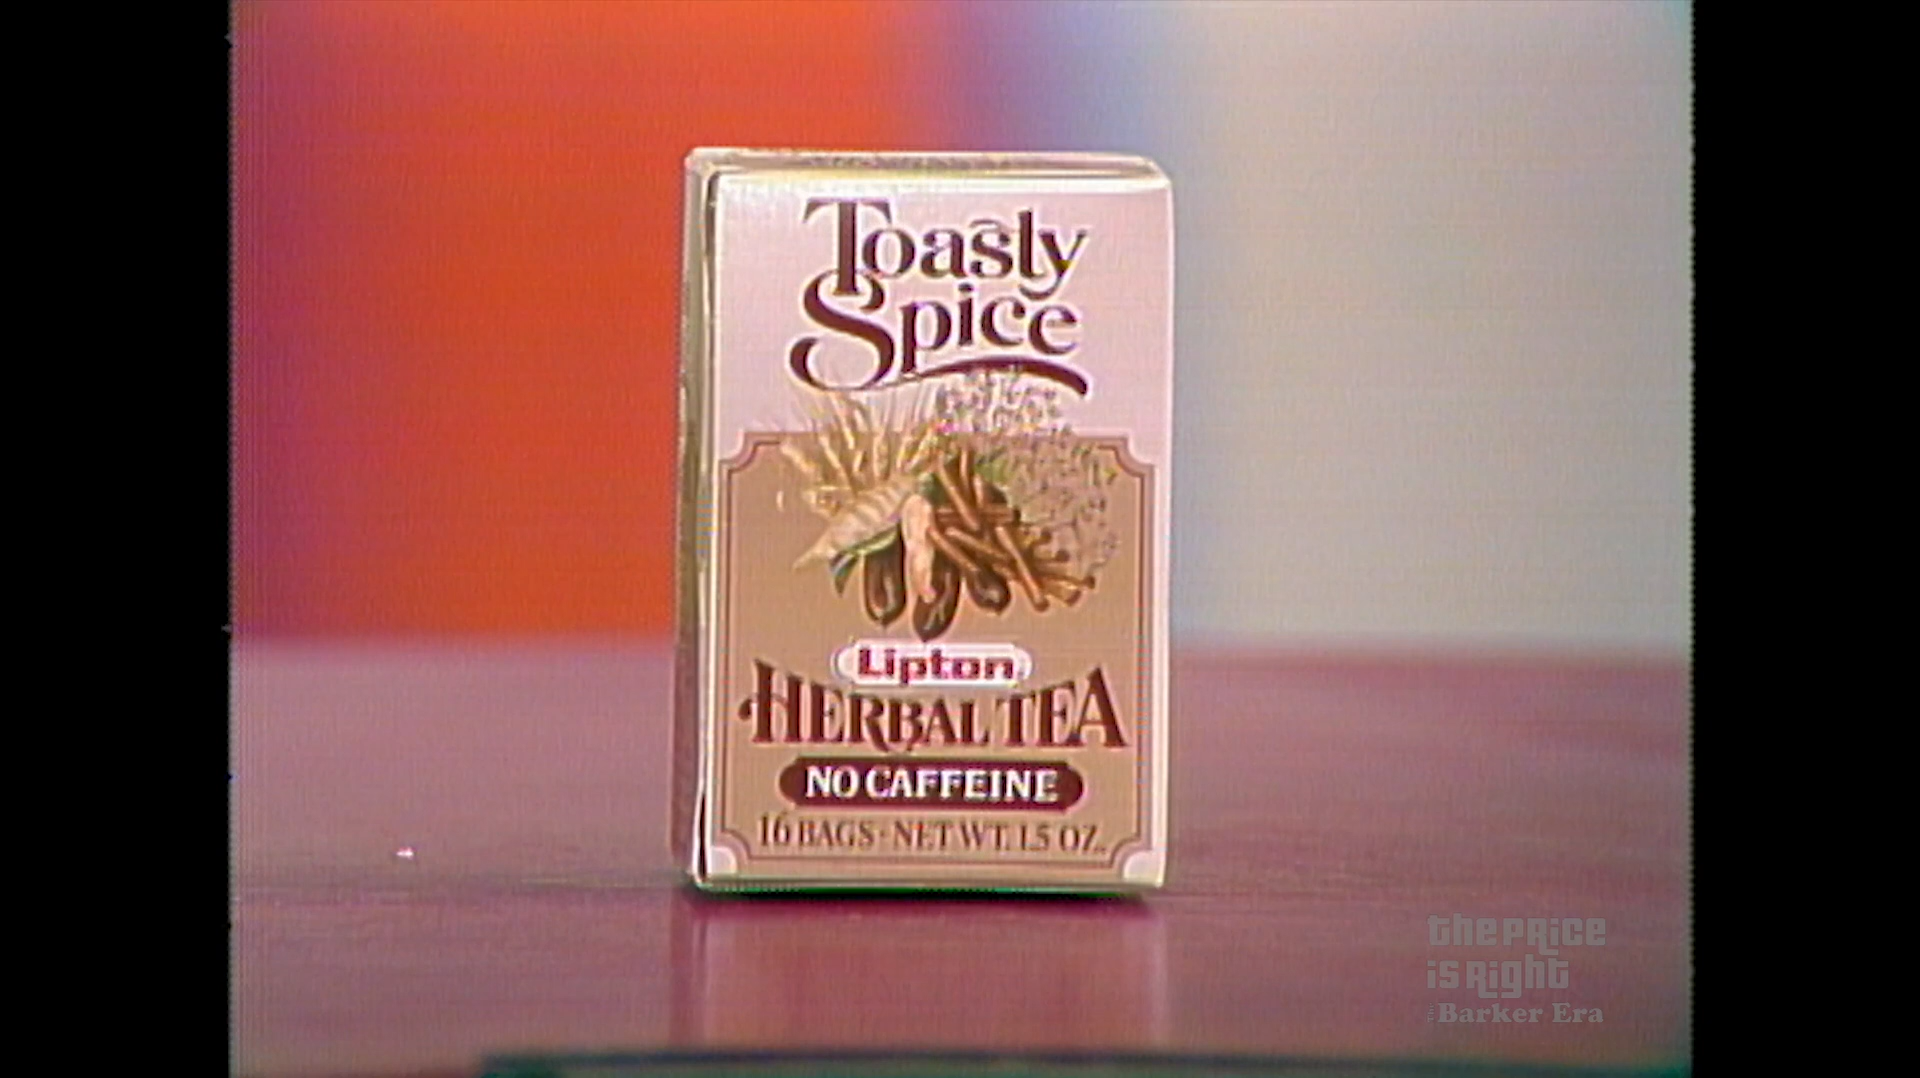 Toasty
Spice
Lipton
HERBAL TEA
NO CAFFEINE
16 BAGS · NET WT. 1.5 OZ.
the PRice
is Right
The Barker Era